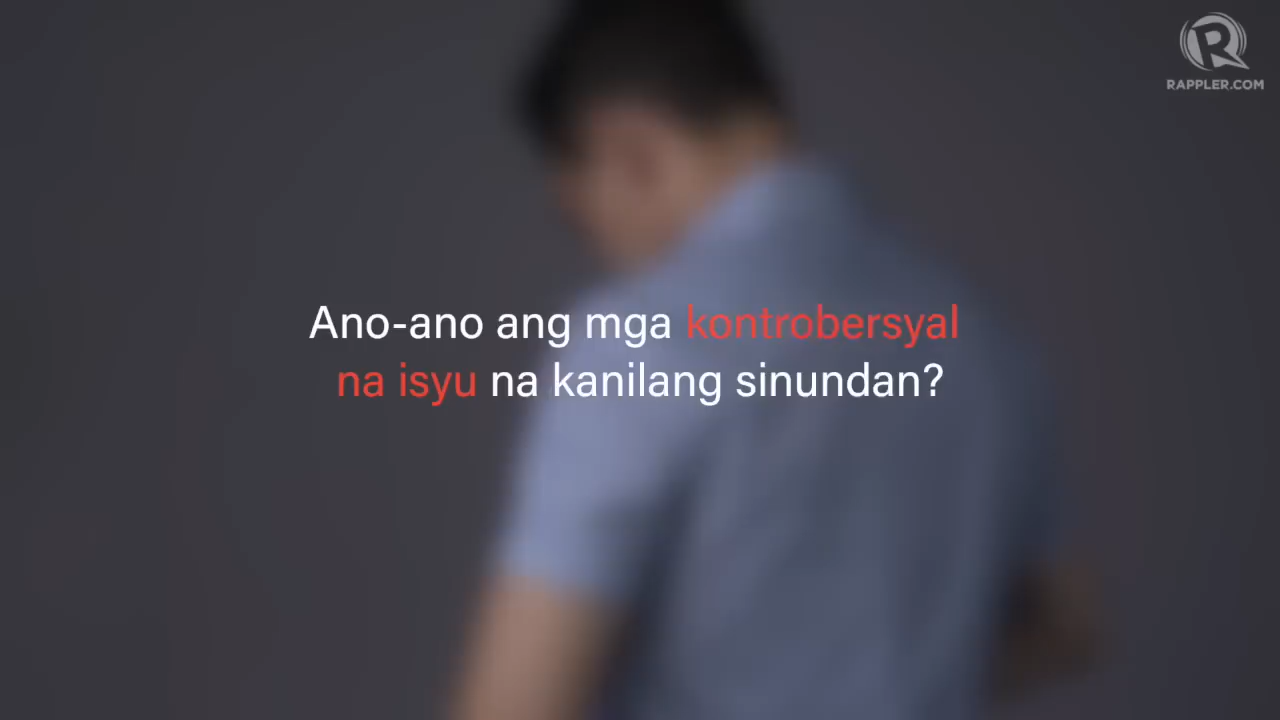 RAPPLER.COM
Ano-ano ang mga kontrobersyal
na isyu na kanilang sinundan?